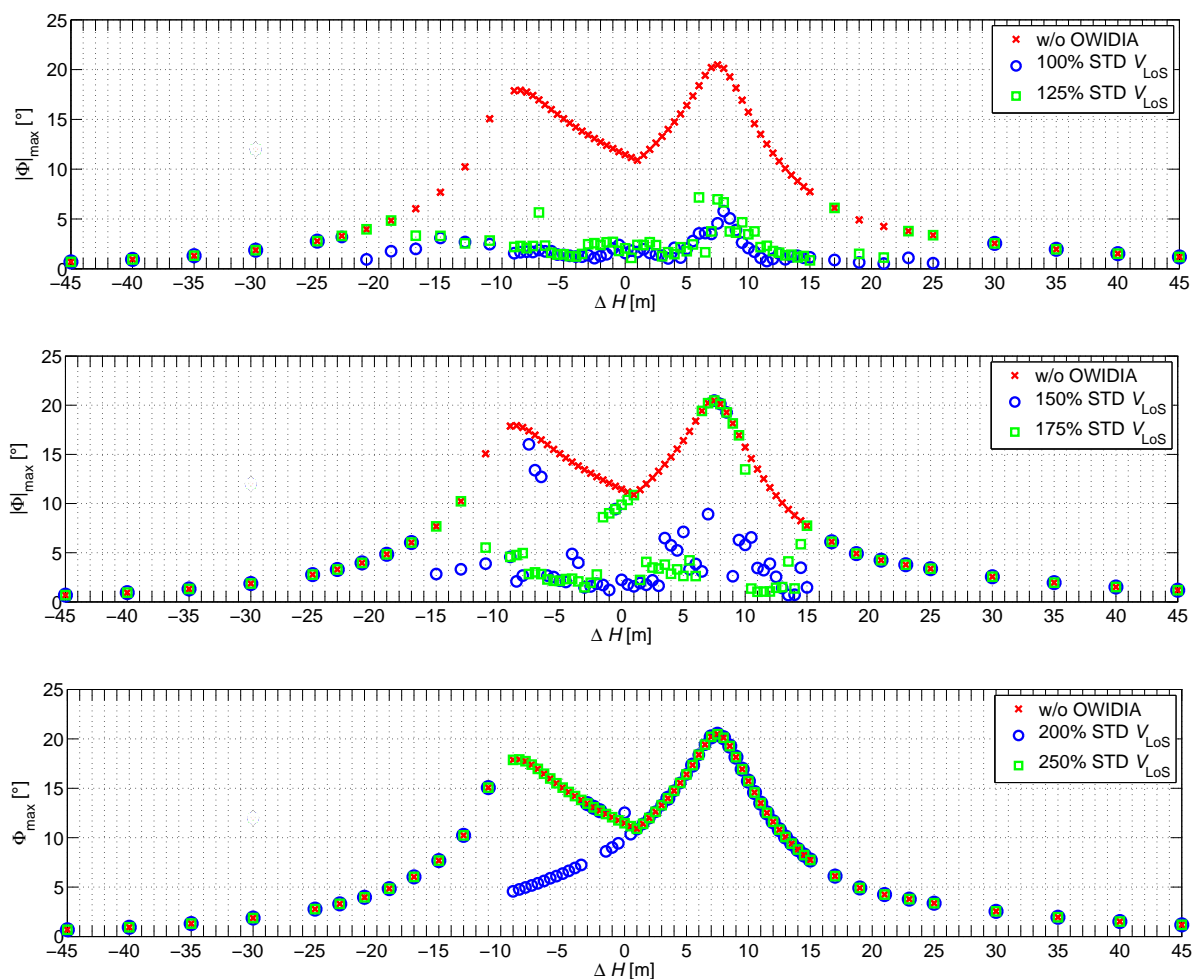 25
20
15
10
5
0
|Φ|max [°]
w/o OWIDIA
100% STD VLoS
125% STD VLoS
−45 −40 −35 −30 −25 −20 −15 −10 −5 0 5 10 15 20 25 30 35 40 45
Δ H [m]
25
20
15
10
5
0
|Φ|max [°]
w/o OWIDIA
150% STD VLoS
175% STD VLoS
−45 −40 −35 −30 −25 −20 −15 −10 −5 0 5 10 15 20 25 30 35 40 45
Δ H [m]
25
20
15
10
5
0
Φmax [°]
w/o OWIDIA
200% STD VLoS
250% STD VLoS
−45 −40 −35 −30 −25 −20 −15 −10 −5 0 5 10 15 20 25 30 35 40 45
Δ H [m]